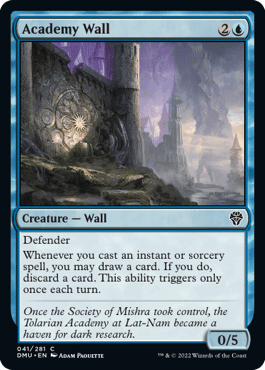 Academy Wall 2
Creature — Wall
Defender
Whenever you cast an instant or sorcery
spell, you may draw a card. If you do,
discard a card. This ability triggers only
once each turn.
Once the Society of Mishra took control, the
Tolarian Academy at Lat-Nam became a
haven for dark research.
0/5
041/281 C
DMU • EN ADAM PAQUETTE
™ & © 2022 Wizards of the Coast